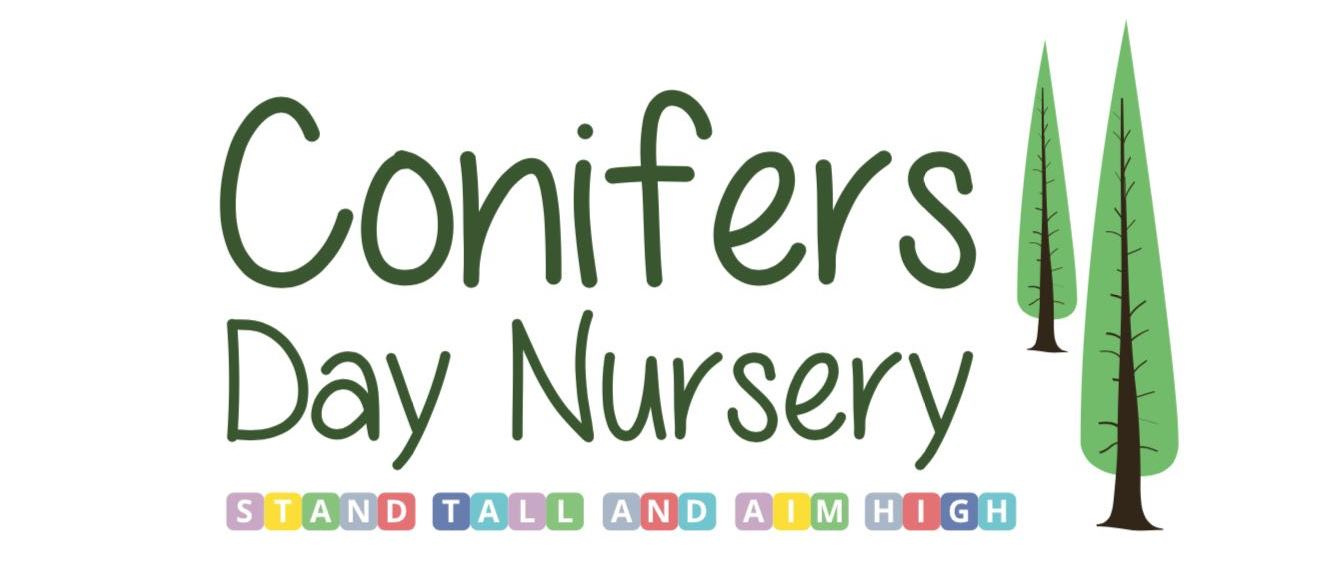 Conifers
Day Nursery
STAND TALL AND AIM HIGH